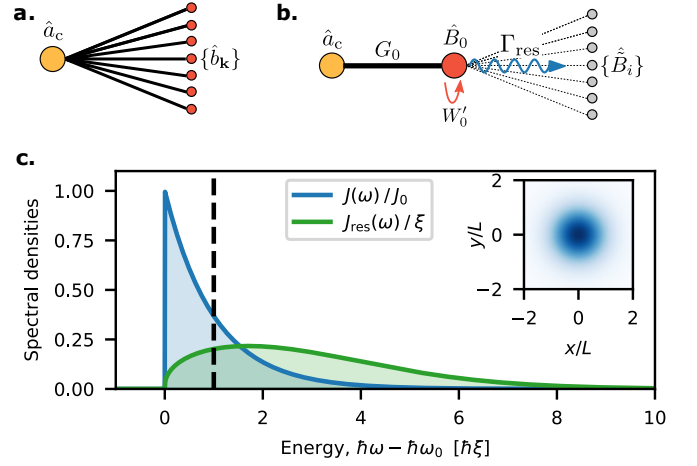 a.
â_c
{b̂_𝐤}
b.
â_c
G_0
B̂_0
W′_0
Γ_res
{B̃̂_i}
c.
Spectral densities
1.00
0.75
0.50
0.25
0.00
J(ω) / J_0
J_res(ω) / ξ
y/L
2
0
−2
−2
0
2
x/L
0
2
4
6
8
10
Energy, ħω − ħω_0 [ħξ]